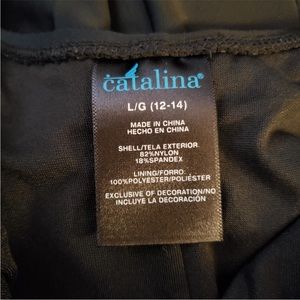 catalina®
L/G (12-14)
MADE IN CHINA
HECHO EN CHINA
SHELL/TELA EXTERIOR:
82%NYLON
18%SPANDEX
LINING/FORRO:
100%POLYESTER/POLIÉSTER
EXCLUSIVE OF DECORATION/NO
INCLUYE LA DECORACIÓN